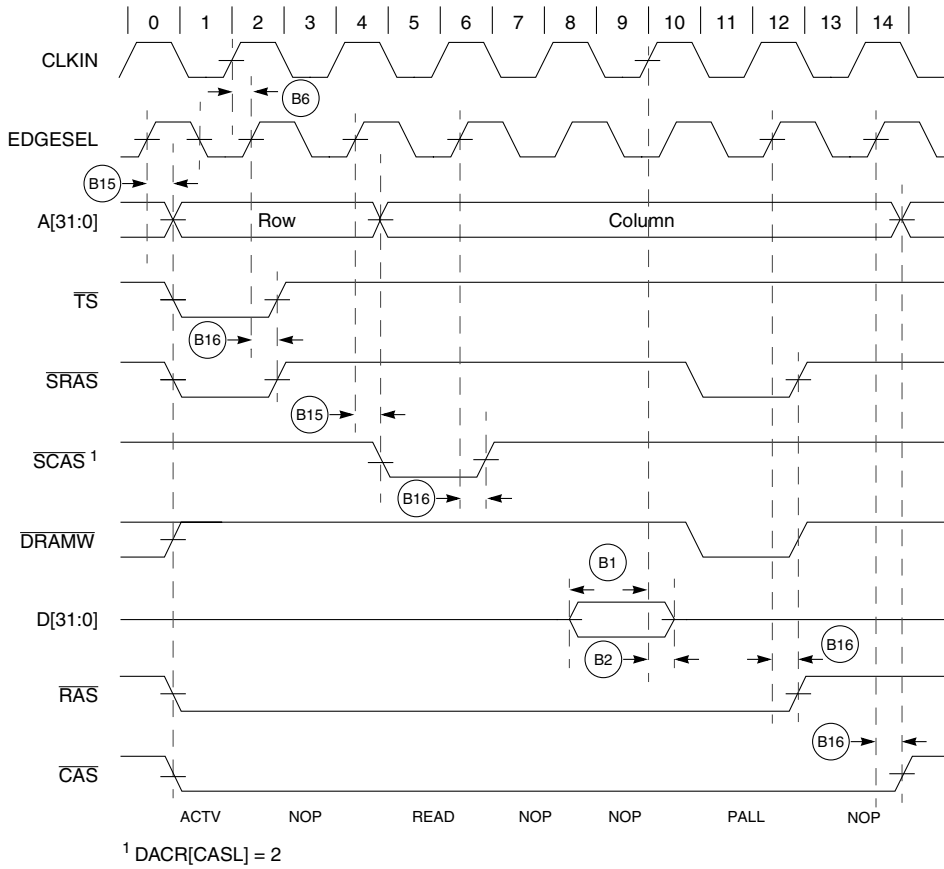 0 1 2 3 4 5 6 7 8 9 10 11 12 13 14
CLKIN
B6
EDGESEL
B15
A[31:0] Row Column
TS
B16
SRAS
B15
SCAS 1
B16
DRAMW
B1
D[31:0]
B2 B16
RAS
B16
CAS
ACTV NOP READ NOP NOP PALL NOP
1 DACR[CASL] = 2